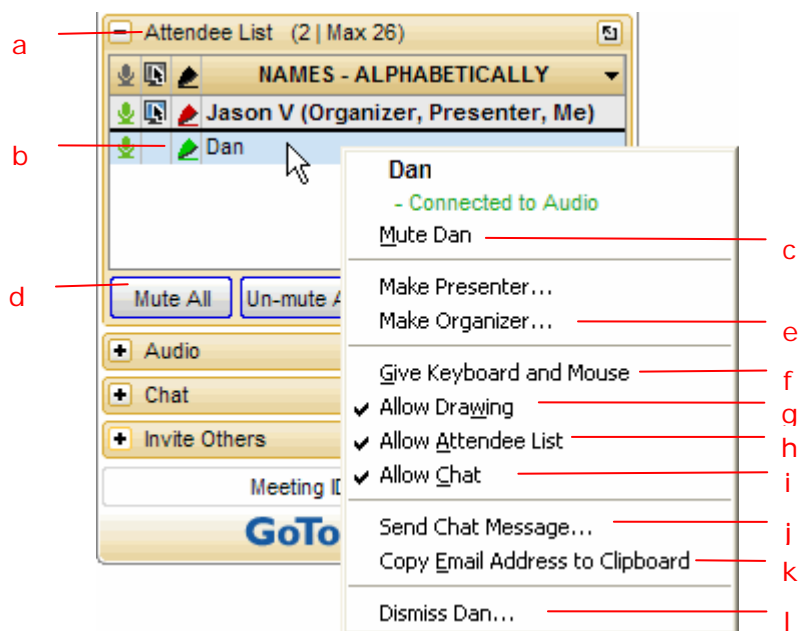 a
Attendee List (2 | Max 26)
NAMES - ALPHABETICALLY
Jason V (Organizer, Presenter, Me)
b
Dan
Dan
- Connected to Audio
Mute Dan
c
d
Mute All
Un-mute A
Make Presenter...
Make Organizer...
e
Audio
Give Keyboard and Mouse
f
Chat
Allow Drawing
g
Invite Others
Allow Attendee List
h
Allow Chat
i
Meeting ID
GoTo
Send Chat Message...
j
Copy Email Address to Clipboard
k
Dismiss Dan...
l